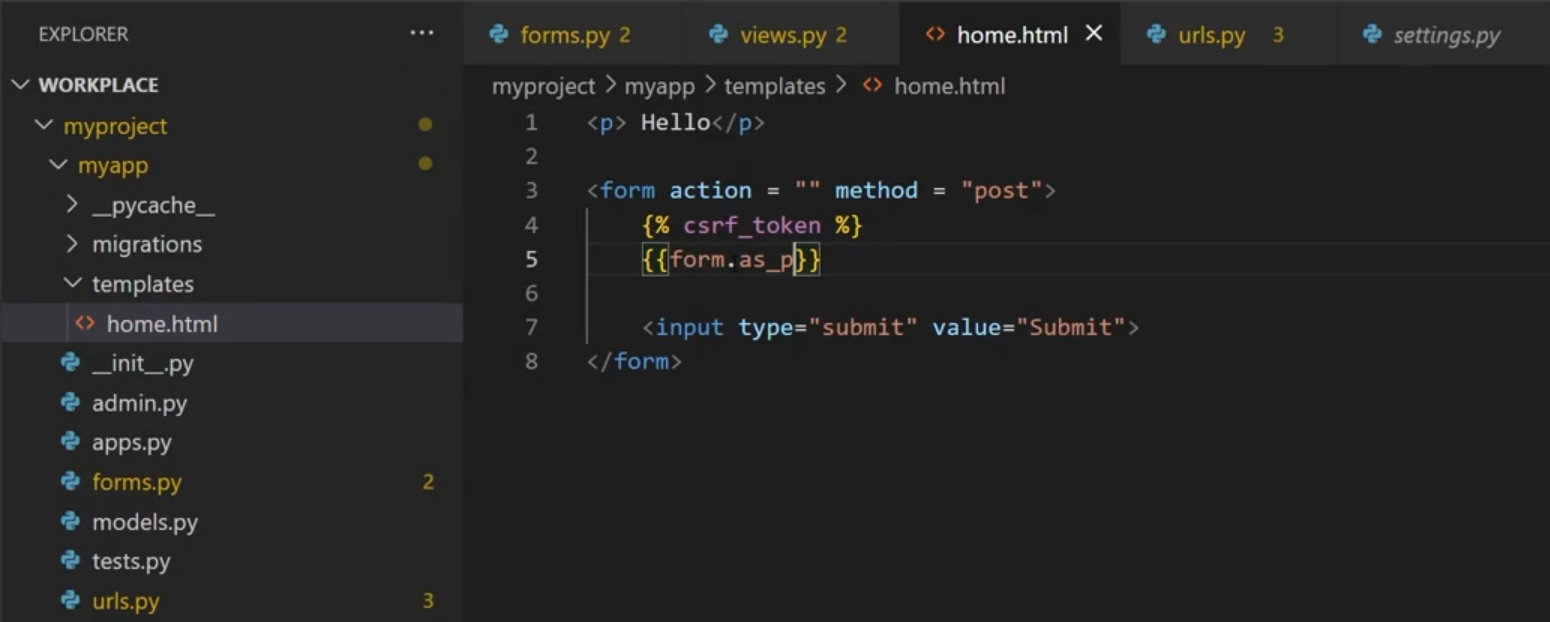 EXPLORER ...
WORKPLACE
myproject
myapp
__pycache__
migrations
templates
<> home.html
__init__.py
admin.py
apps.py
forms.py 2
models.py
tests.py
urls.py 3
forms.py 2 views.py 2 <> home.html X urls.py 3 settings.py
myproject > myapp > templates > <> home.html
1 <p> Hello</p>
2
3 <form action = "" method = "post">
4 {% csrf_token %}
5 {{form.as_p}}
6
7 <input type="submit" value="Submit">
8 </form>